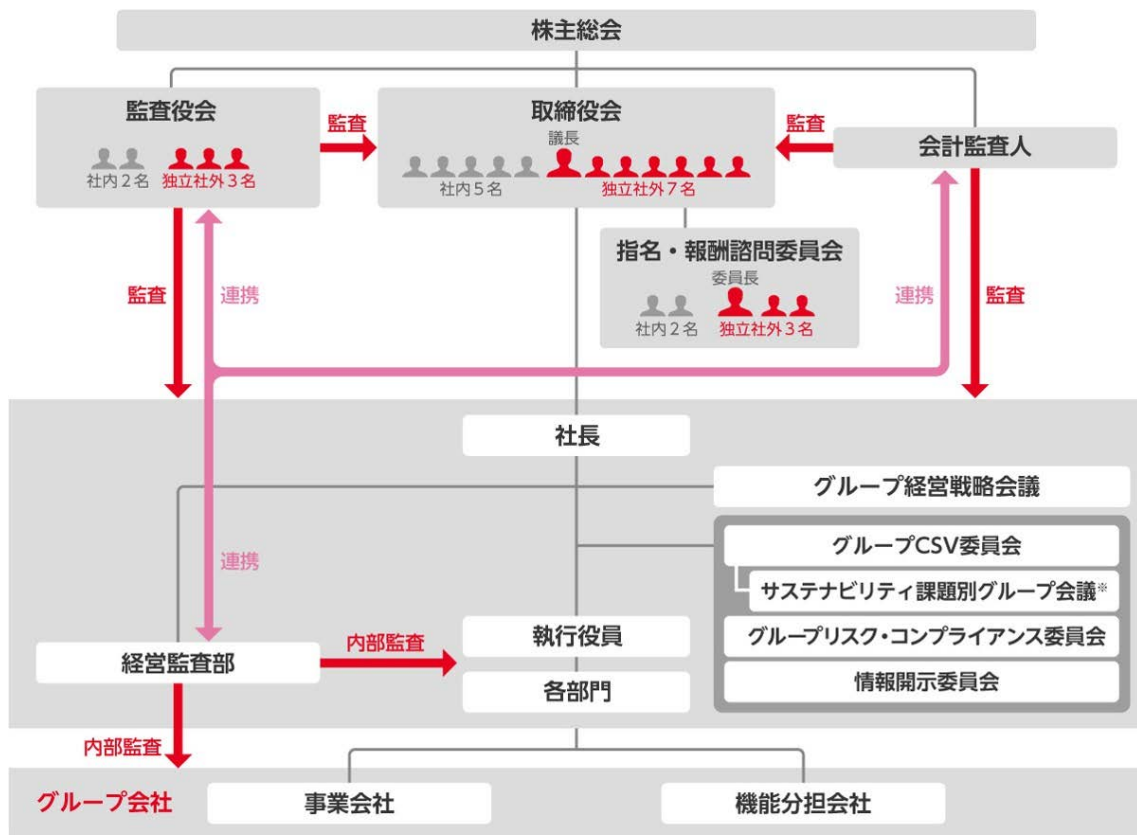 株主総会
監査役会
社内2名
独立社外3名
監査
取締役会
議長
社内5名
独立社外7名
監査
会計監査人
指名・報酬諮問委員会
委員長
社内2名
独立社外3名
監査
連携
連携
監査
社長
グループ経営戦略会議
グループCSV委員会
サステナビリティ課題別グループ会議※
グループリスク・コンプライアンス委員会
情報開示委員会
連携
経営監査部
内部監査
執行役員
各部門
内部監査
グループ会社
事業会社
機能分担会社